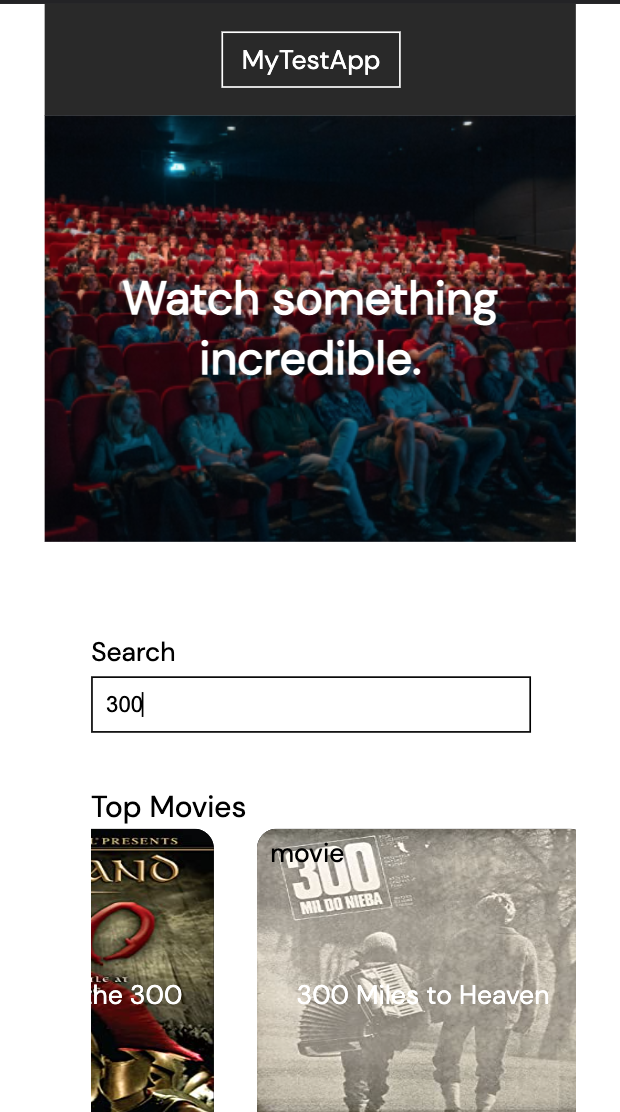 MyTestApp
Watch something
incredible.
Search
300
Top Movies
PRESENTS
AND
the 300
movie
300
MIL DO NIEBA
300 Miles to Heaven